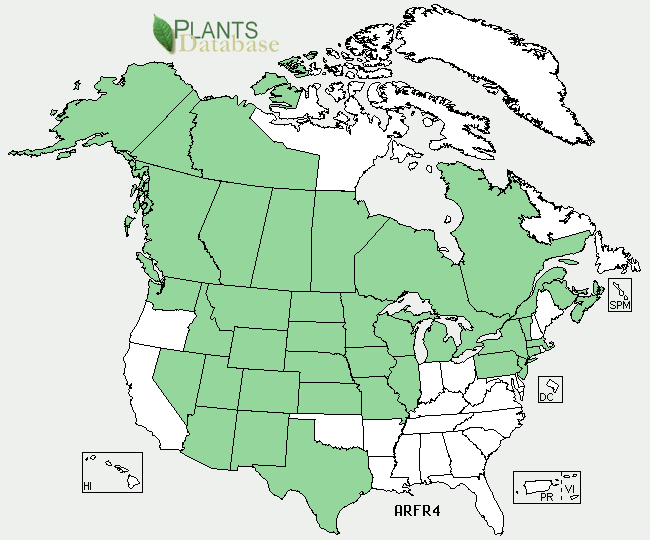 PLANTS
Database
SPM
DC
HI
PR
VI
ARFR4